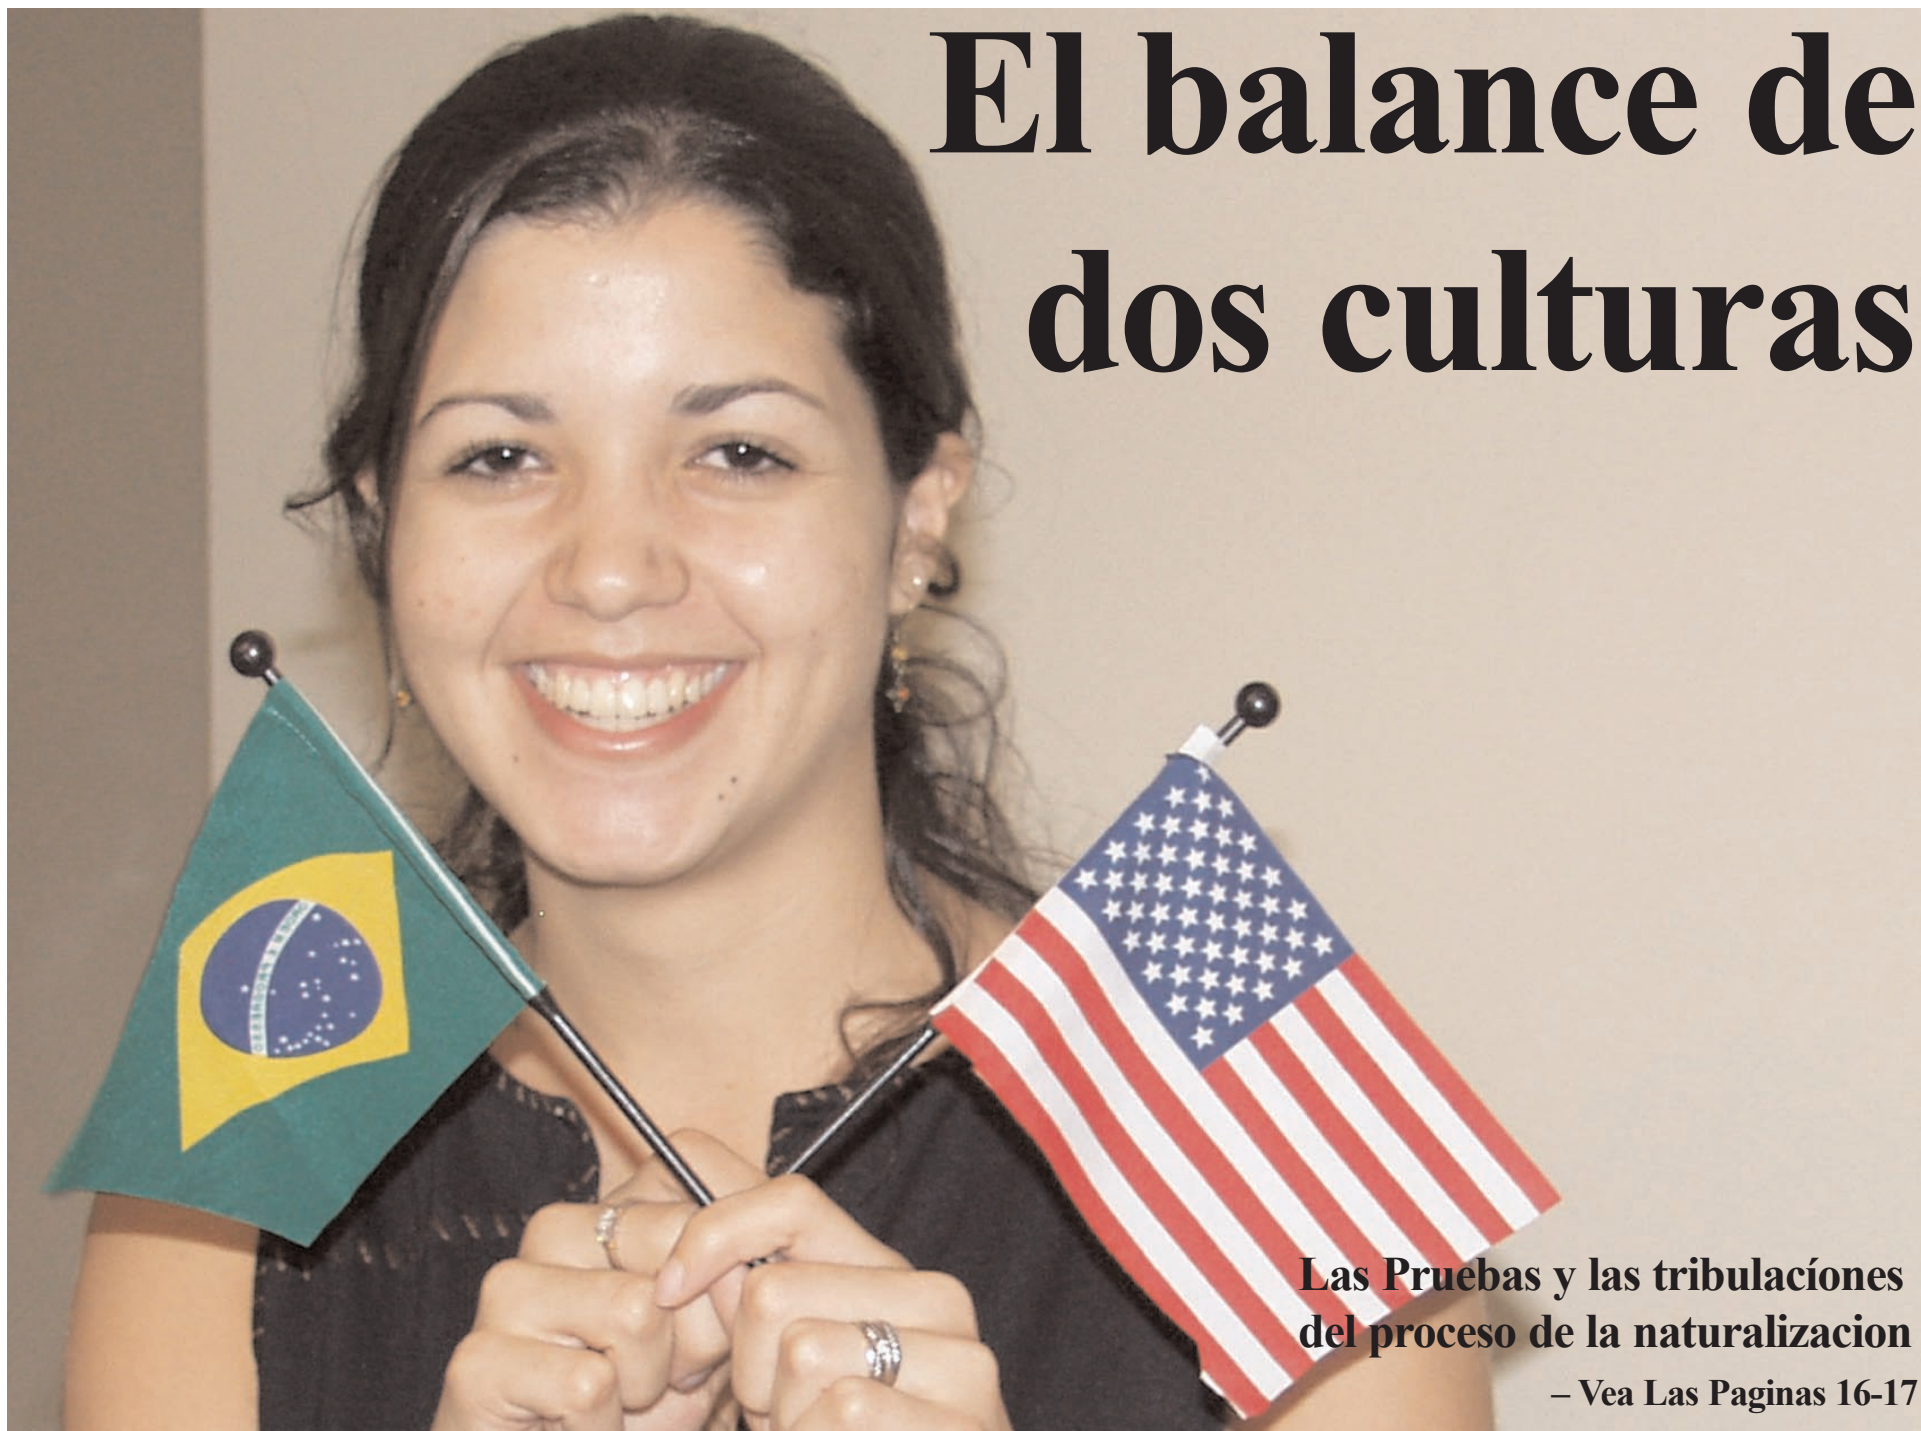 El balance de
dos culturas
Las Pruebas y las tribulacíones
del proceso de la naturalizacion
– Vea Las Paginas 16-17